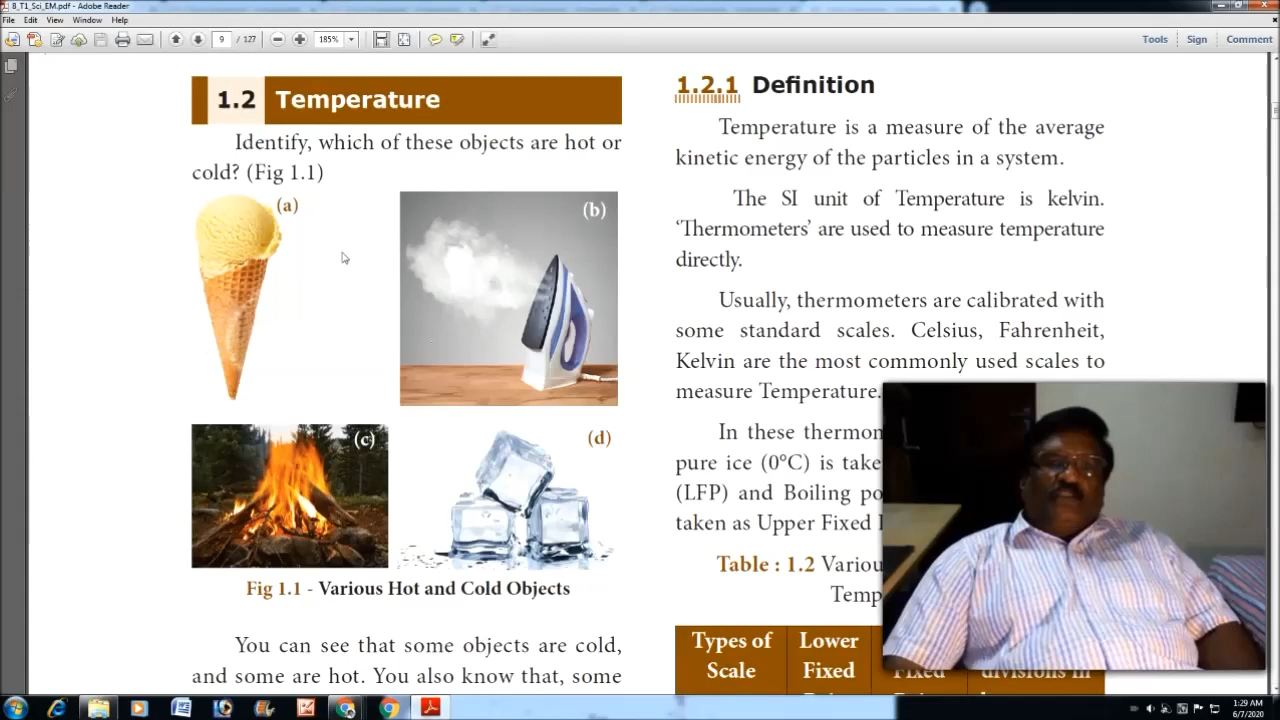 8_T1_Sci_EM.pdf - Adobe Reader
File Edit View Window Help
9 / 127 185% Tools Sign Comment
1.2 Temperature
Identify, which of these objects are hot or
cold? (Fig 1.1)
(a)
(b)
(c)
(d)
Fig 1.1 - Various Hot and Cold Objects
You can see that some objects are cold,
and some are hot. You also know that, some
1.2.1 Definition
Temperature is a measure of the average
kinetic energy of the particles in a system.
The SI unit of Temperature is kelvin.
‘Thermometers’ are used to measure temperature
directly.
Usually, thermometers are calibrated with
some standard scales. Celsius, Fahrenheit,
Kelvin are the most commonly used scales to
measure Temperature.
In these thermom
pure ice (0°C) is take
(LFP) and Boiling po
taken as Upper Fixed
Table : 1.2 Variou
Temp
Types of
Scale
Lower
Fixed
Fixed
divisions in
1:29 AM
6/7/2020